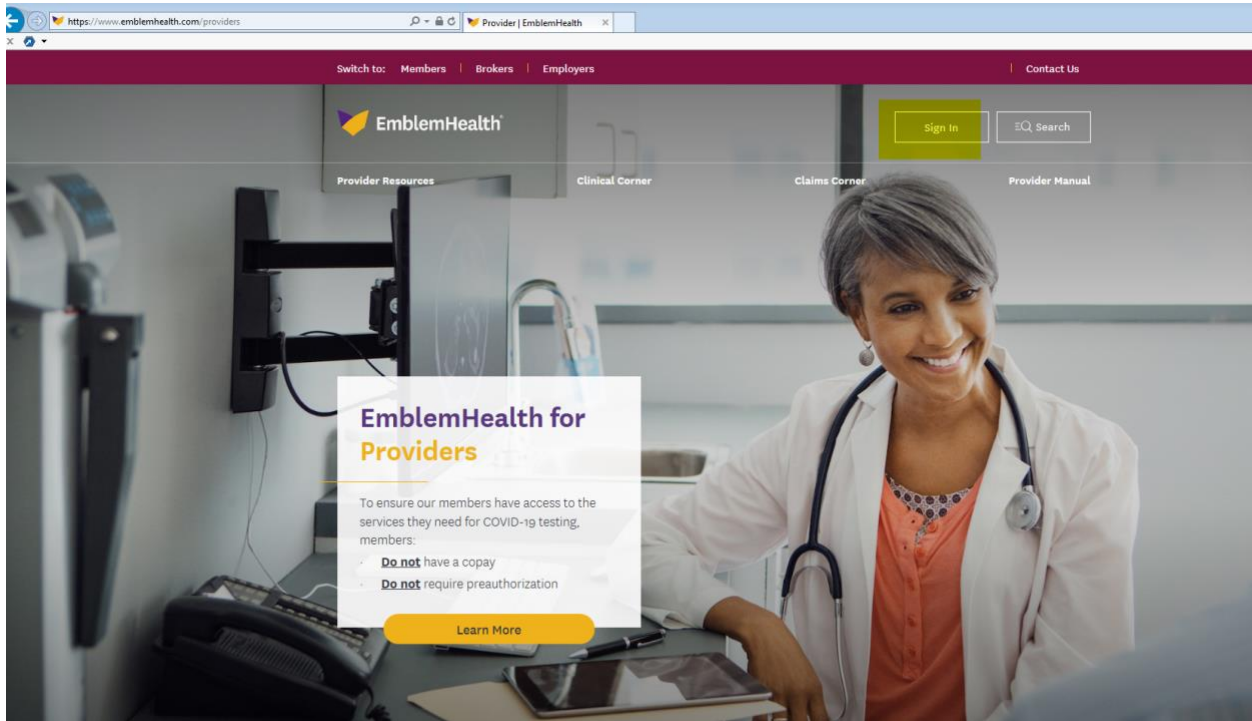 https://www.emblemhealth.com/providers
Provider | EmblemHealth
Switch to: Members | Brokers | Employers | Contact Us
EmblemHealth
Sign In
Search
Provider Resources Clinical Corner Claims Corner Provider Manual
EmblemHealth for
Providers
To ensure our members have access to the
services they need for COVID-19 testing,
members:
· Do not have a copay
· Do not require preauthorization
Learn More